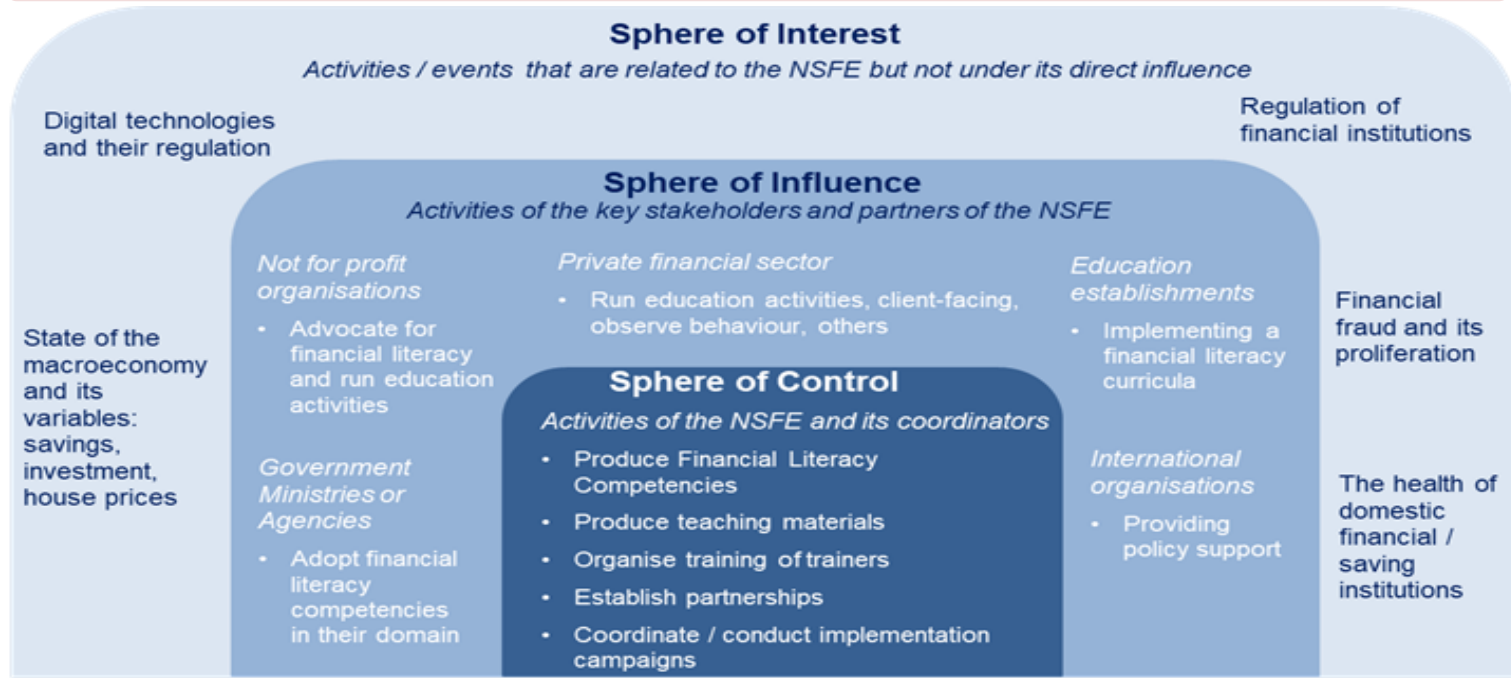 Sphere of Interest
Activities / events that are related to the NSFE but not under its direct influence
Digital technologies
and their regulation
Regulation of
financial institutions
State of the
macroeconomy
and its
variables:
savings,
investment,
house prices
Financial
fraud and its
proliferation
The health of
domestic
financial /
saving
institutions
Sphere of Influence
Activities of the key stakeholders and partners of the NSFE
Not for profit
organisations
• Advocate for
financial literacy
and run education
activities
Government
Ministries or
Agencies
• Adopt financial
literacy
competencies
in their domain
Private financial sector
• Run education activities, client-facing,
observe behaviour, others
Education
establishments
• Implementing a
financial literacy
curricula
International
organisations
• Providing
policy support
Sphere of Control
Activities of the NSFE and its coordinators
• Produce Financial Literacy
Competencies
• Produce teaching materials
• Organise training of trainers
• Establish partnerships
• Coordinate / conduct implementation
campaigns